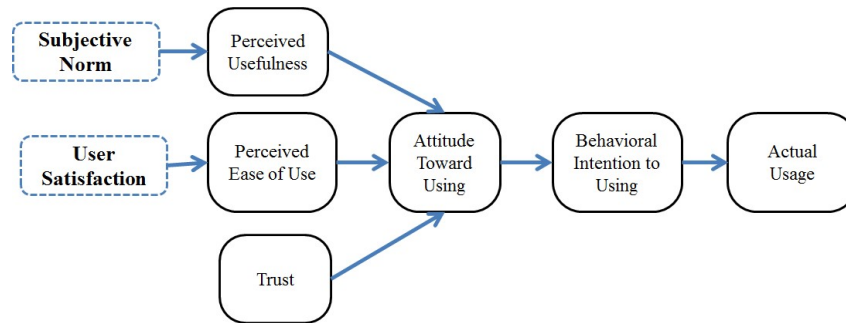 Subjective
Norm
Perceived
Usefulness
User
Satisfaction
Perceived
Ease of Use
Attitude
Toward
Using
Behavioral
Intention to
Using
Actual
Usage
Trust